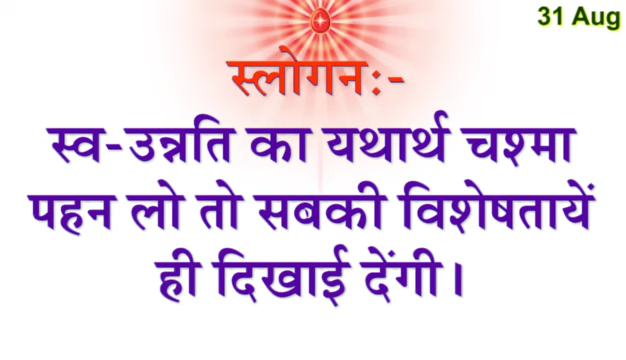 31 Aug
स्लोगनः-
स्व-उन्नति का यथार्थ चश्मा
पहन लो तो सबकी विशेषतायें
ही दिखाई देंगी।